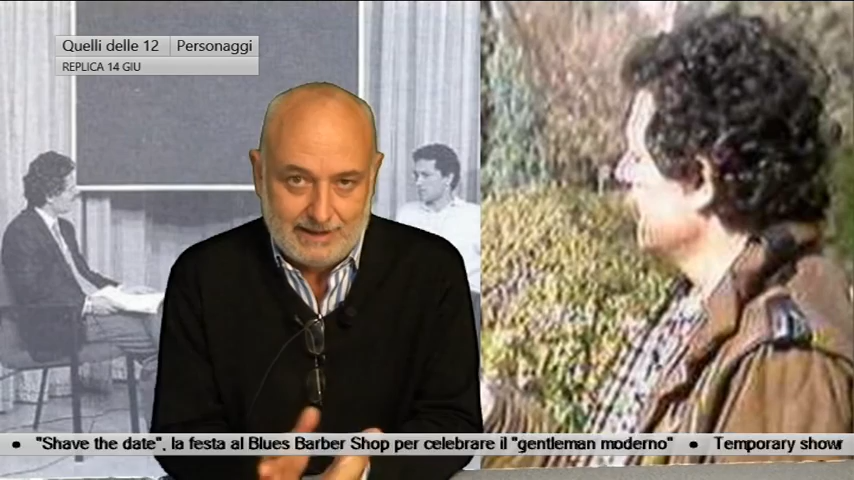 Quelli delle 12 Personaggi
REPLICA 14 GIU
• "Shave the date", la festa al Blues Barber Shop per celebrare il "gentleman moderno" • Temporary show